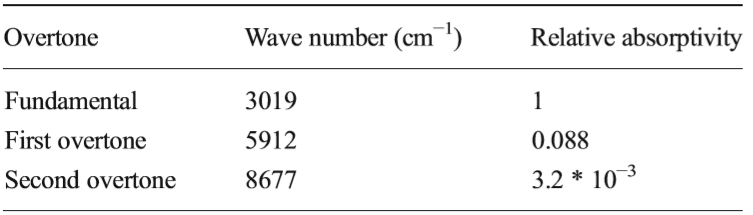 Overtone Wave number (cm⁻¹) Relative absorptivity
Fundamental 3019 1
First overtone 5912 0.088
Second overtone 8677 3.2 * 10⁻³